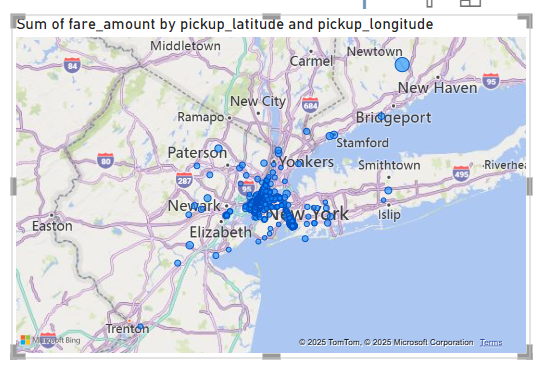 Sum of fare_amount by pickup_latitude and pickup_longitude
Middletown
84
Carmel
Newtown
New Haven
95
New City
684
Ramapo
Bridgeport
Stamford
80
Paterson
Yonkers
Smithtown
287
495
Riverhea
95
Newark
New York
Islip
Easton
Elizabeth
Trenton
Microsoft Bing
© 2025 TomTom, © 2025 Microsoft Corporation Terms